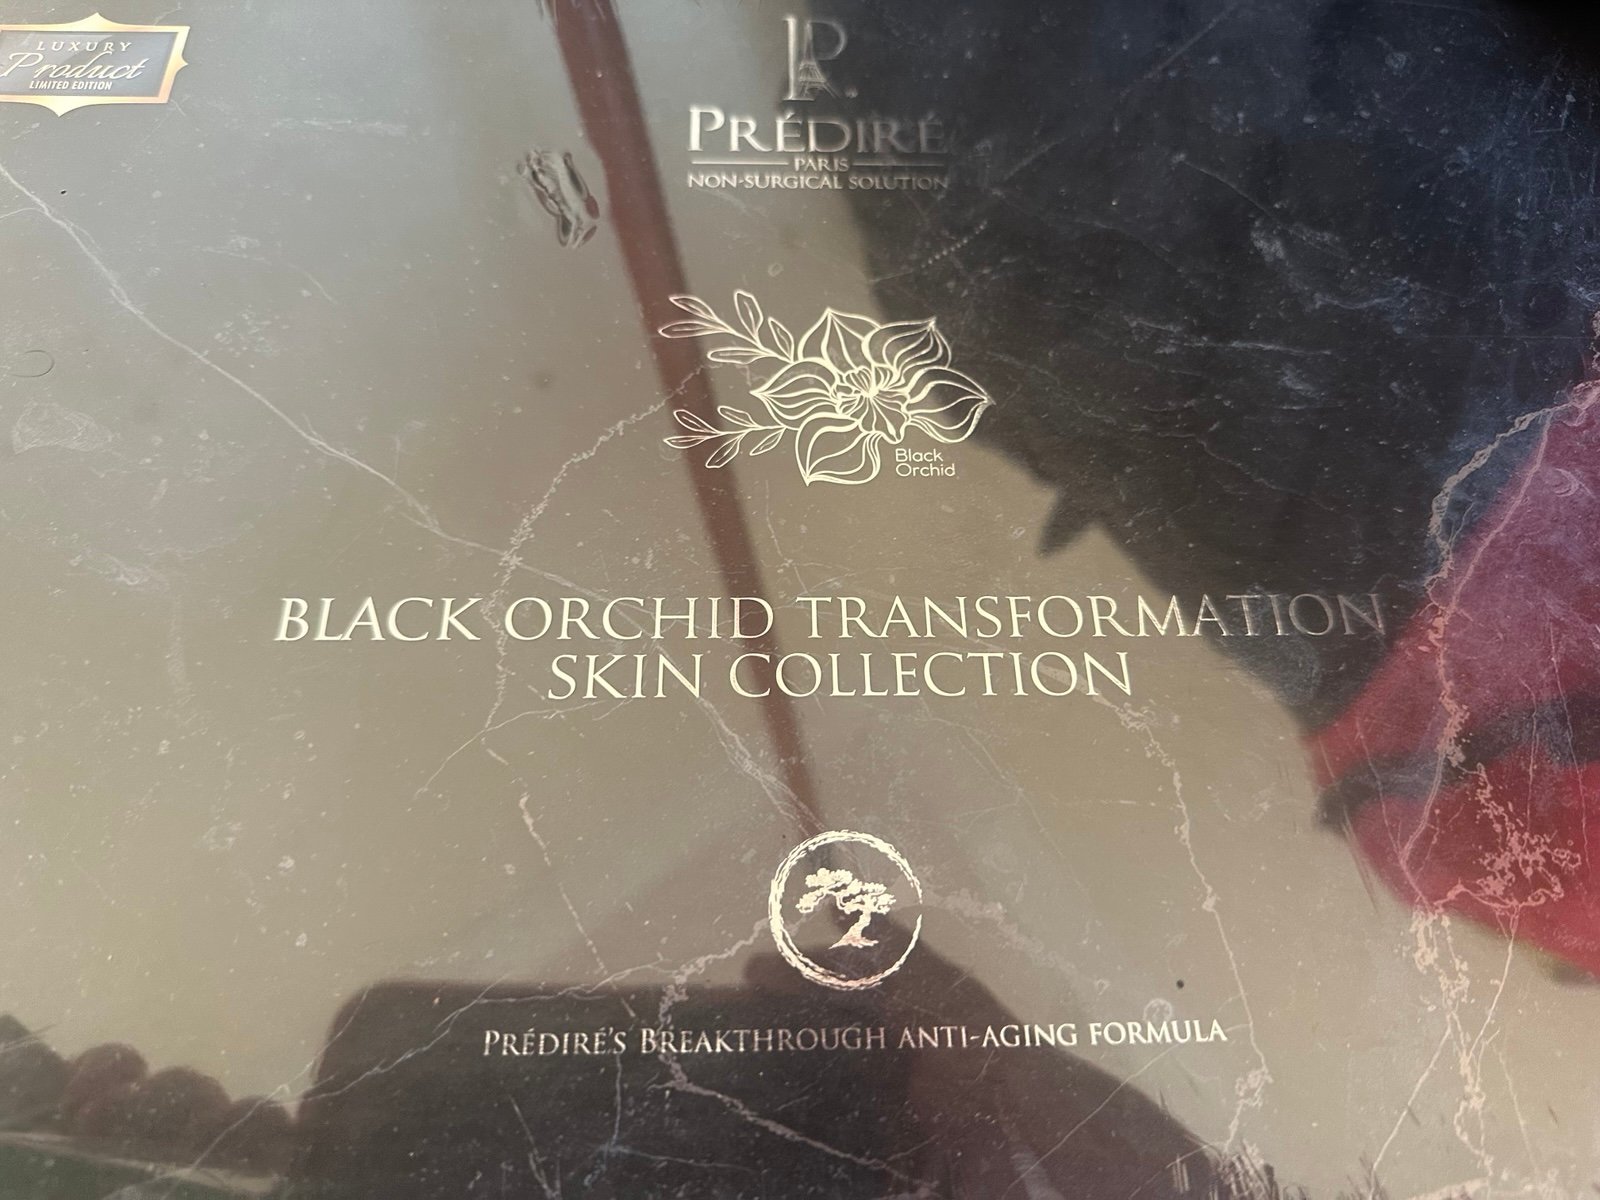 LUXURY
Product
LIMITED EDITION
PRÉDIRÉ
PARIS
NON-SURGICAL SOLUTION
Black
Orchid
BLACK ORCHID TRANSFORMATION
SKIN COLLECTION
PRÉDIRÉ'S BREAKTHROUGH ANTI-AGING FORMULA